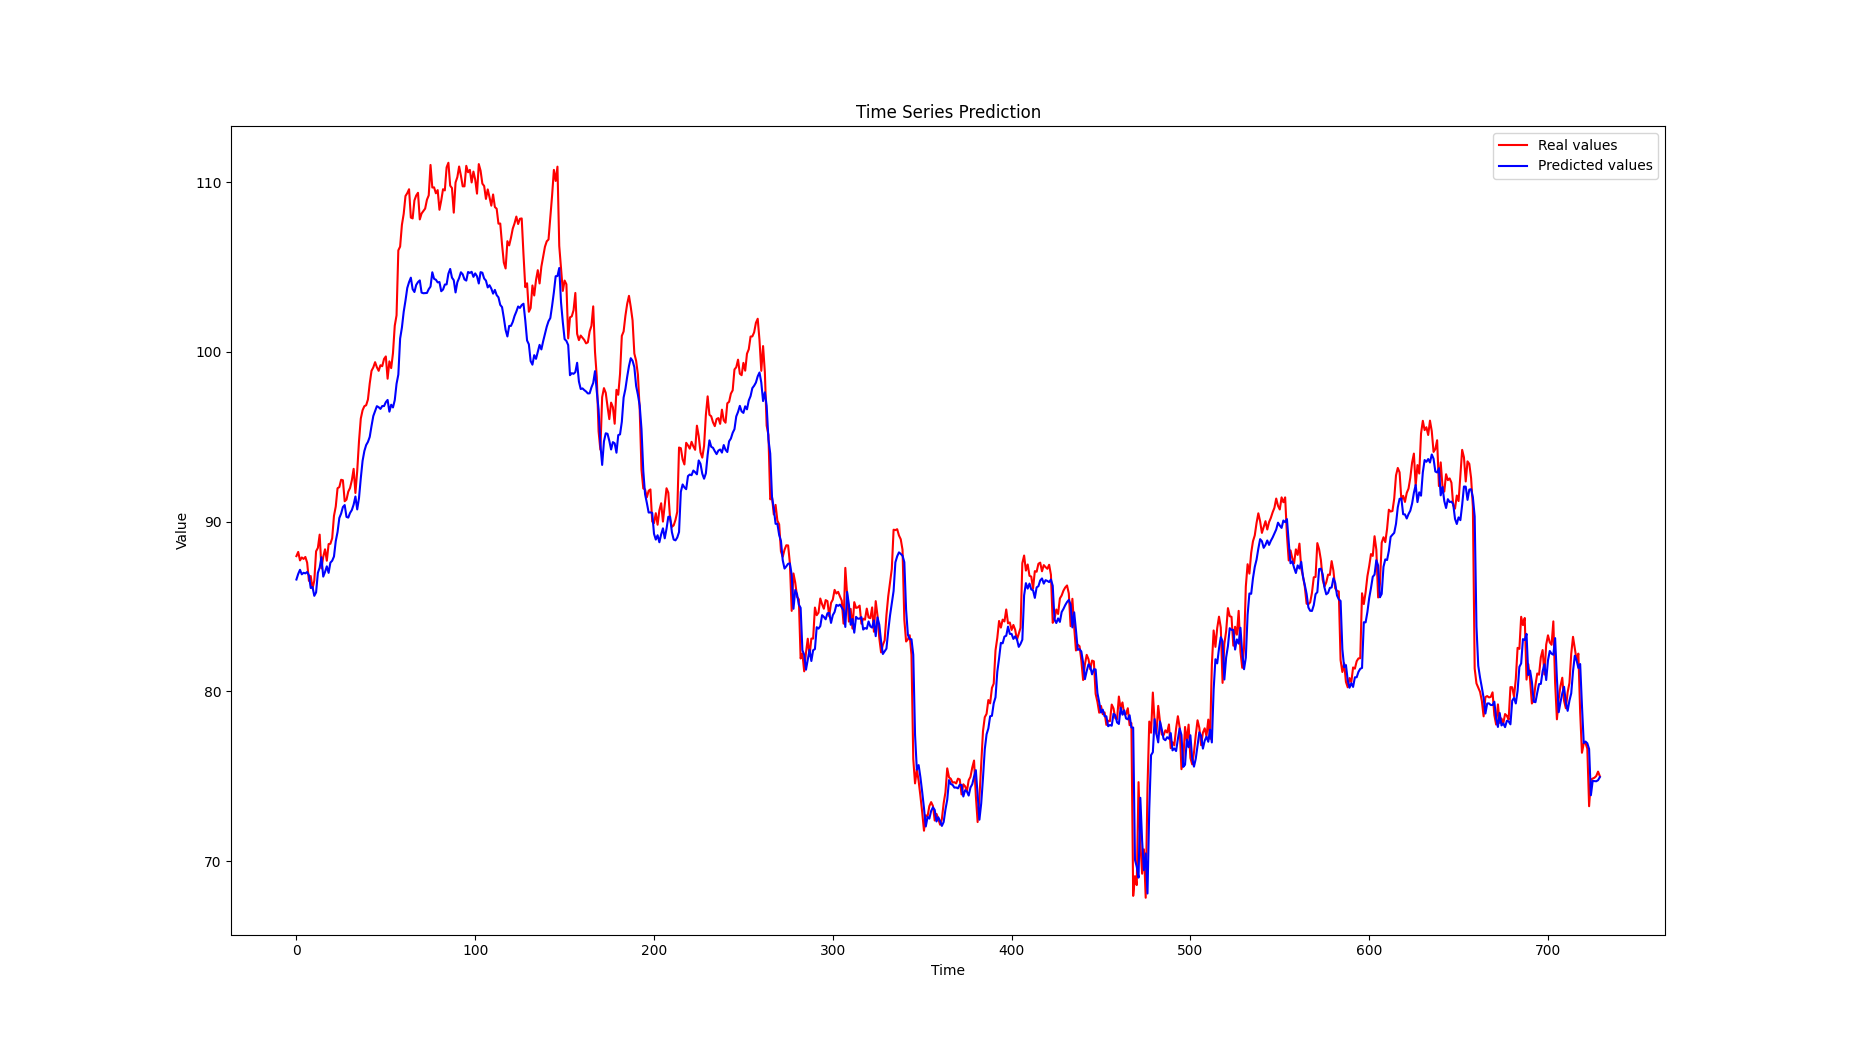 Time Series Prediction
Real values
Predicted values
Value
110
100
90
80
70
0 100 200 300 400 500 600 700
Time